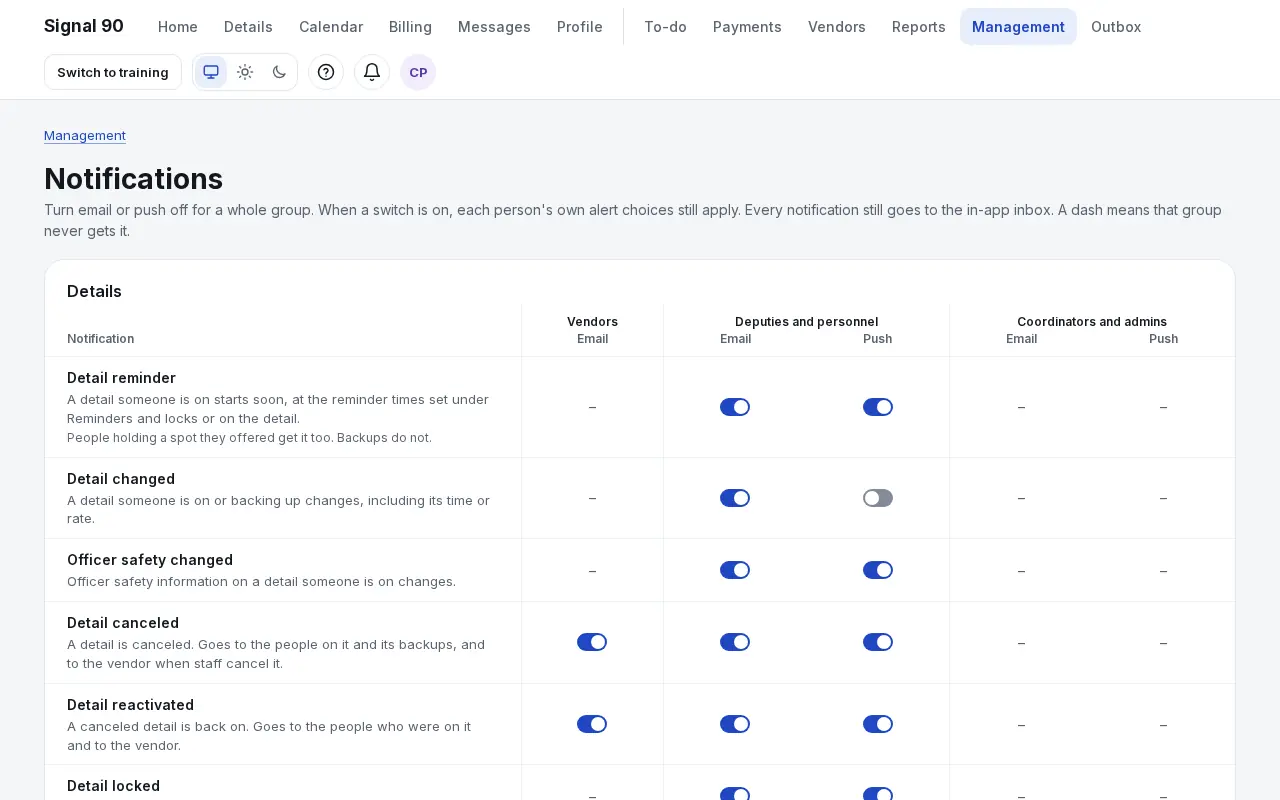 Signal 90
Home
Details
Calendar
Billing
Messages
Profile
To-do
Payments
Vendors
Reports
Management
Outbox
Switch to training
CP
Management
Notifications
Turn email or push off for a whole group. When a switch is on, each person's own alert choices still apply. Every notification still goes to the in-app inbox. A dash means that group
never gets it.
Details
Notification
Vendors
Email
Deputies and personnel
Email
Push
Coordinators and admins
Email
Push
Detail reminder
A detail someone is on starts soon, at the reminder times set under
Reminders and locks or on the detail.
People holding a spot they offered get it too. Backups do not.
–
–
–
Detail changed
A detail someone is on or backing up changes, including its time or
rate.
–
–
–
Officer safety changed
Officer safety information on a detail someone is on changes.
–
–
–
Detail canceled
A detail is canceled. Goes to the people on it and its backups, and
to the vendor when staff cancel it.
–
–
Detail reactivated
A canceled detail is back on. Goes to the people who were on it
and to the vendor.
–
–
Detail locked
–
–
–